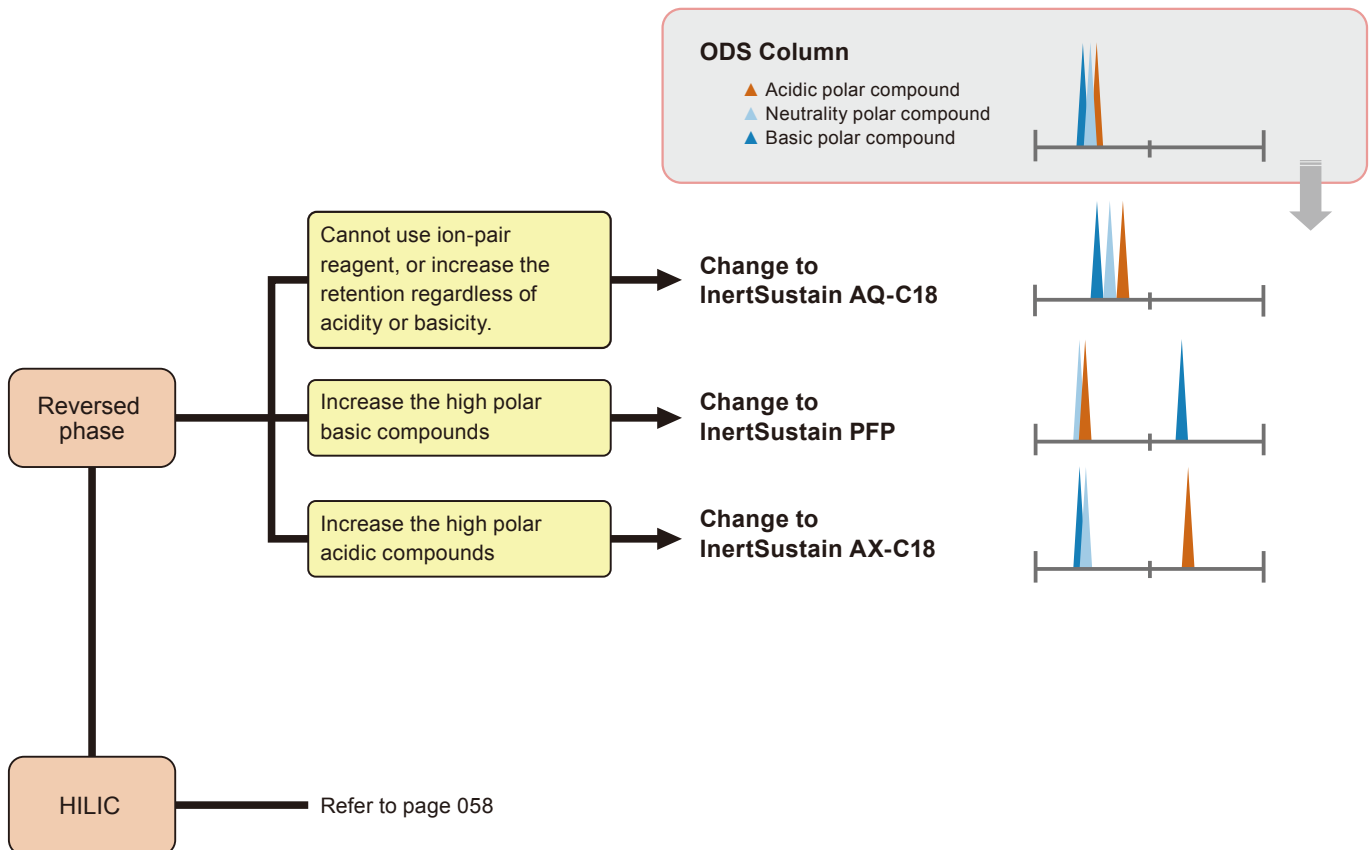 ODS Column
Acidic polar compound
Neutrality polar compound
Basic polar compound
Cannot use ion-pair
reagent, or increase the
retention regardless of
acidity or basicity.
Change to
InertSustain AQ-C18
Reversed
phase
Increase the high polar
basic compounds
Change to
InertSustain PFP
Increase the high polar
acidic compounds
Change to
InertSustain AX-C18
HILIC
Refer to page 058